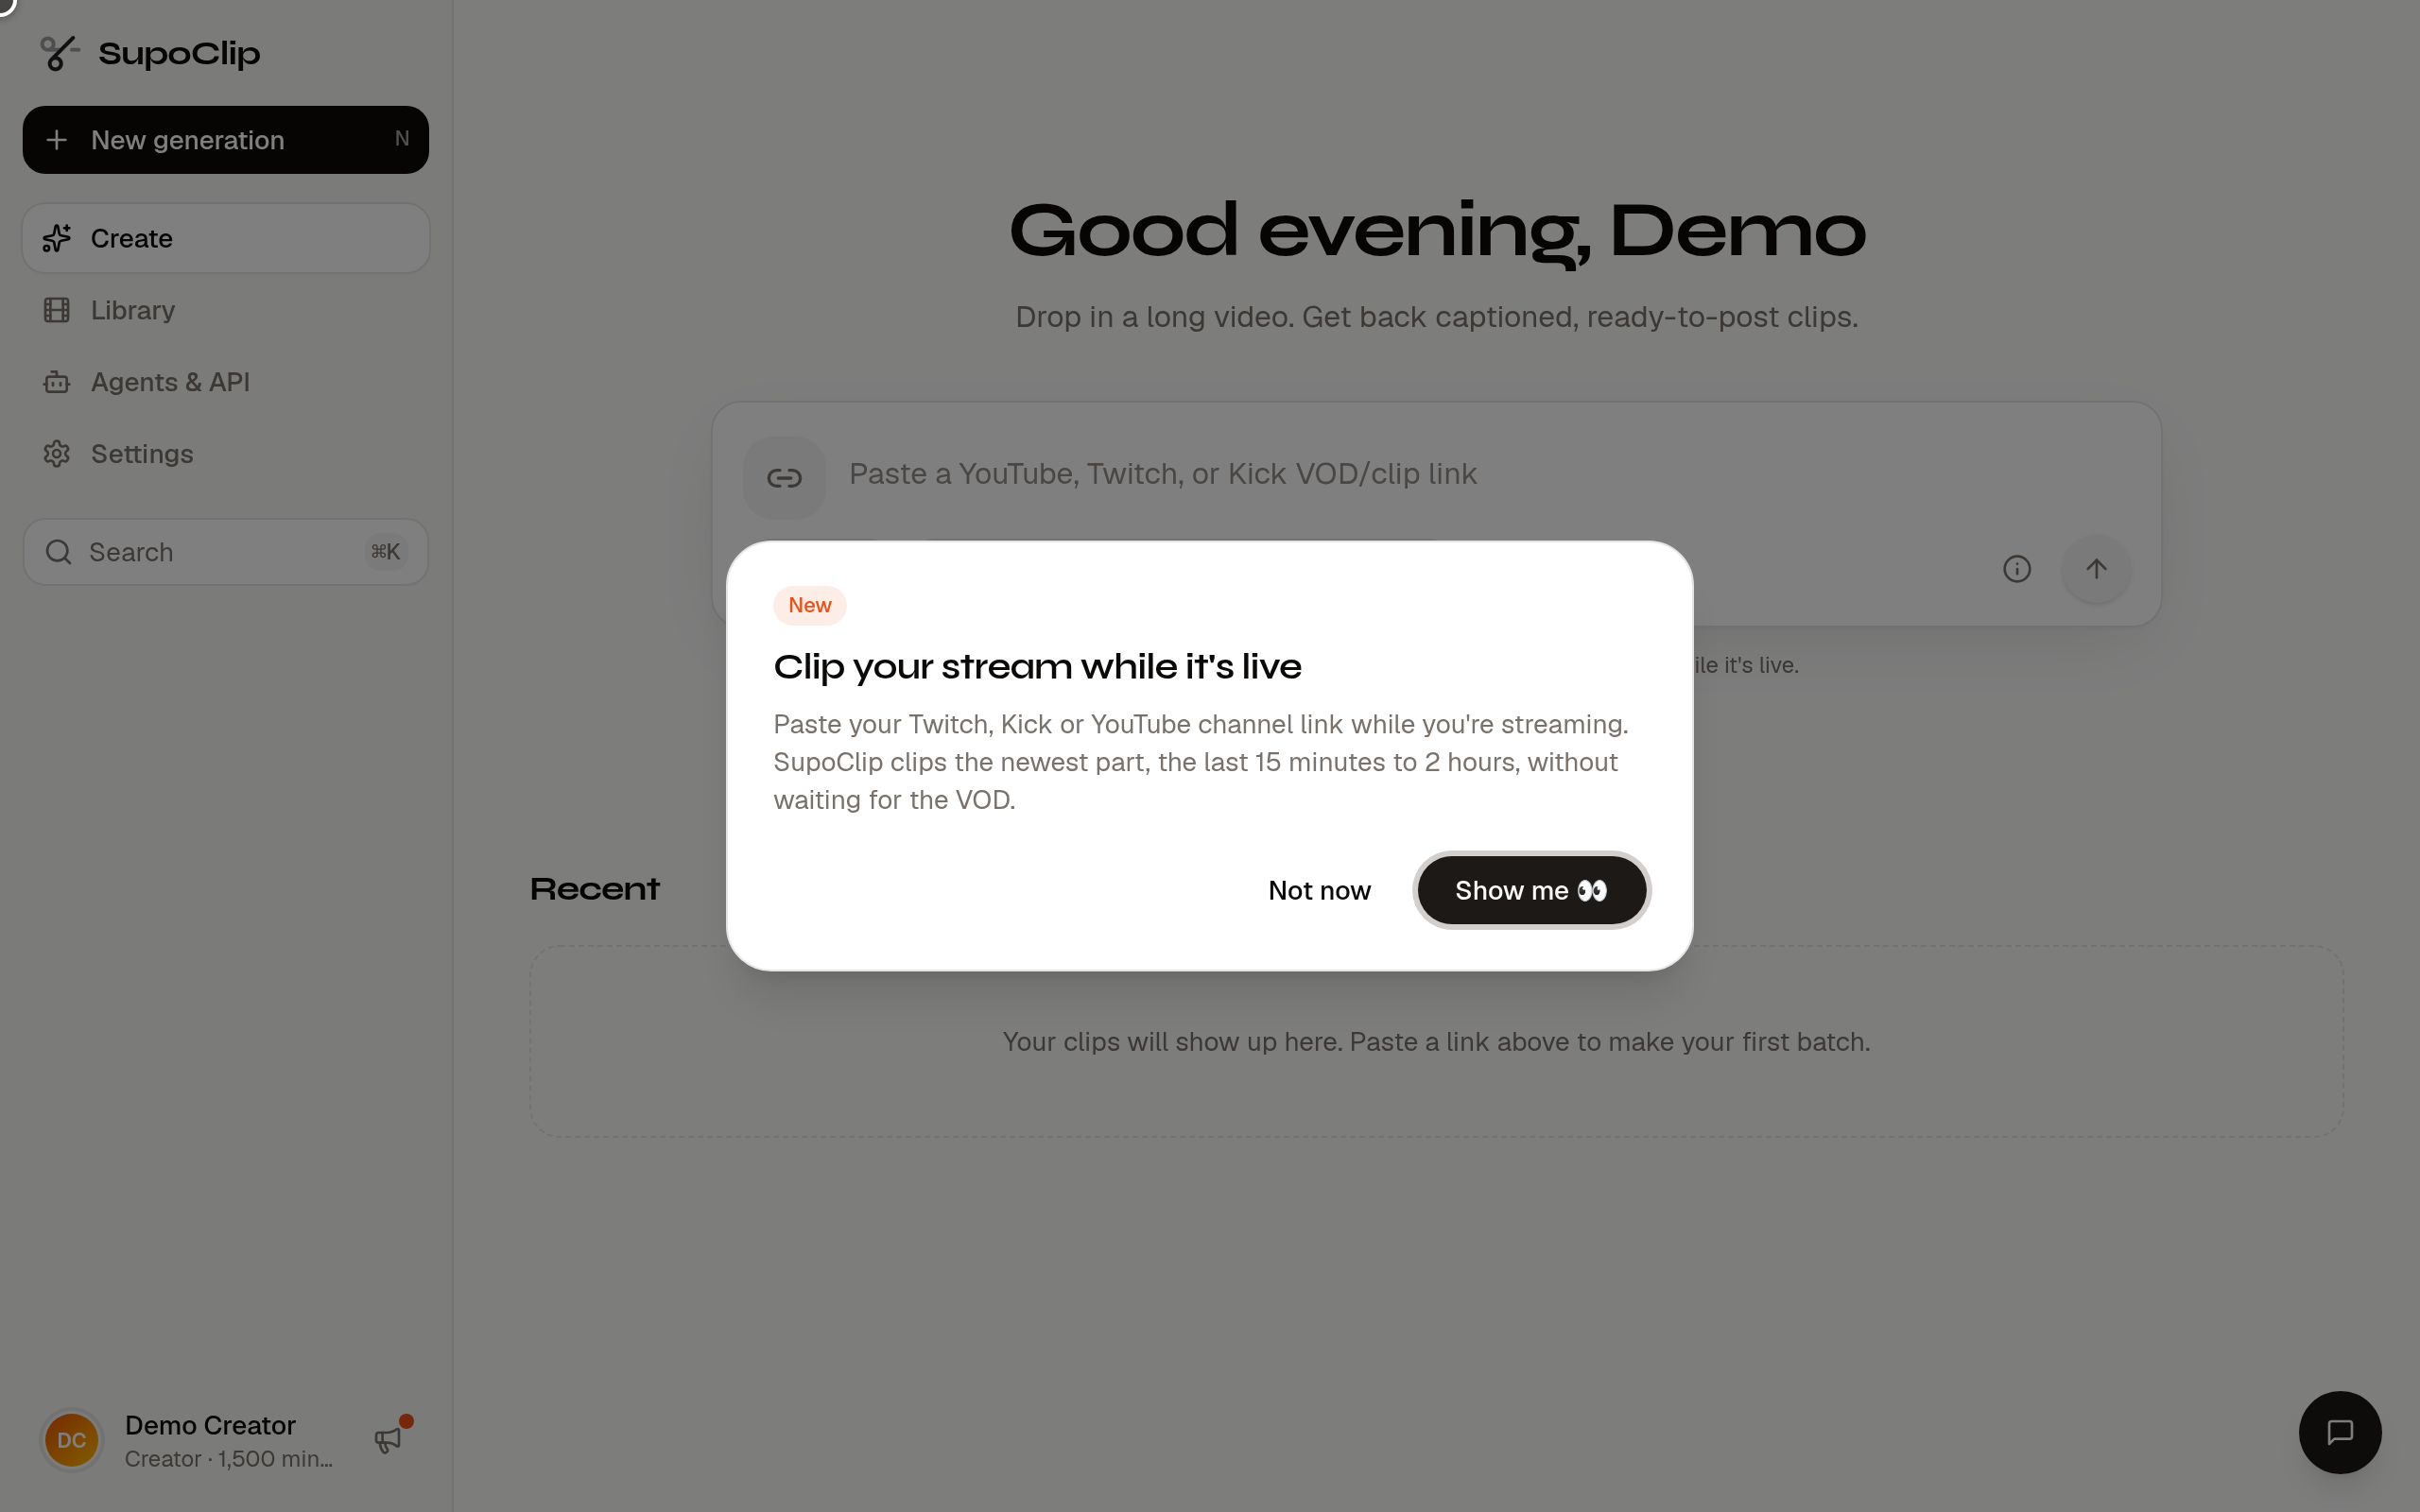 SupoClip
New generation N
Create
Library
Agents & API
Settings
Search ⌘K
Good evening, Demo
Drop in a long video. Get back captioned, ready-to-post clips.
Paste a YouTube, Twitch, or Kick VOD/clip link
it's live.
New
Clip your stream while it's live
Paste your Twitch, Kick or YouTube channel link while you're streaming.
SupoClip clips the newest part, the last 15 minutes to 2 hours, without
waiting for the VOD.
Not now
Show me 👀
Recent
Your clips will show up here. Paste a link above to make your first batch.
DC
Demo Creator
Creator · 1,500 min...